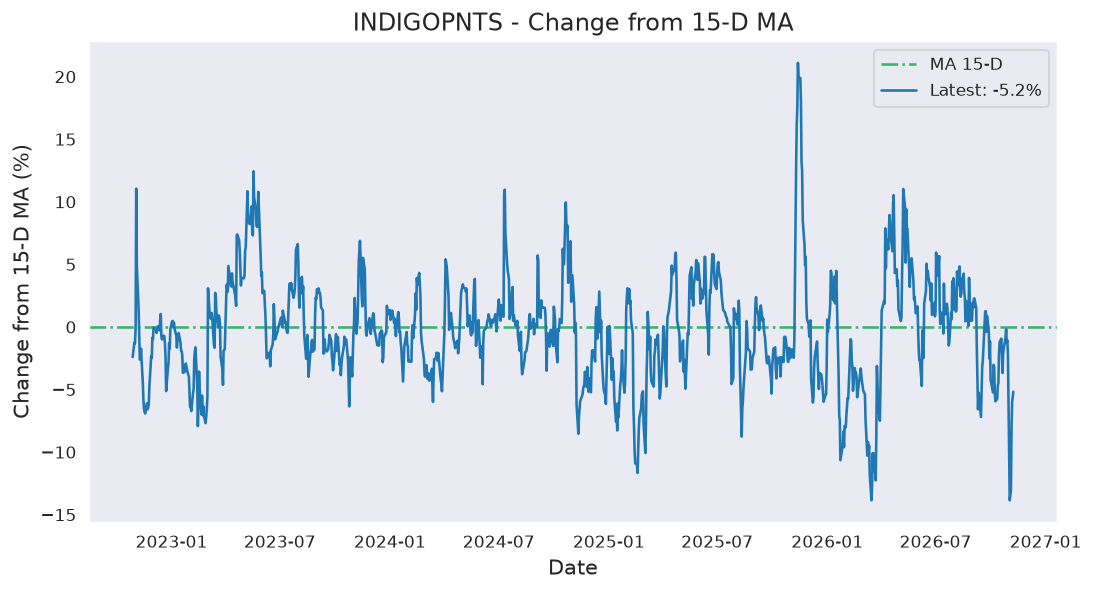 INDIGOPNTS - Change from 15-D MA
MA 15-D
Latest: -5.2%
Change from 15-D MA (%)
20
15
10
5
0
−5
−10
−15
2023-01 2023-07 2024-01 2024-07 2025-01 2025-07 2026-01 2026-07 2027-01
Date